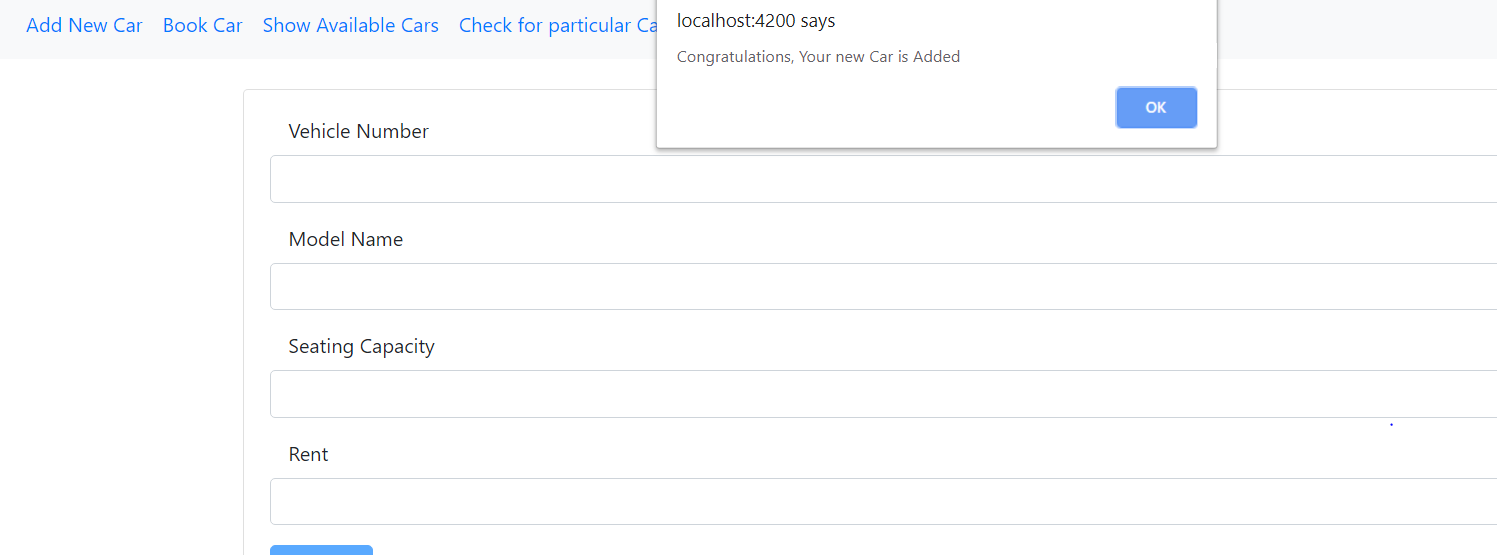 Add New Car Book Car Show Available Cars Check for particular Ca
localhost:4200 says
Congratulations, Your new Car is Added
OK
Vehicle Number
Model Name
Seating Capacity
Rent